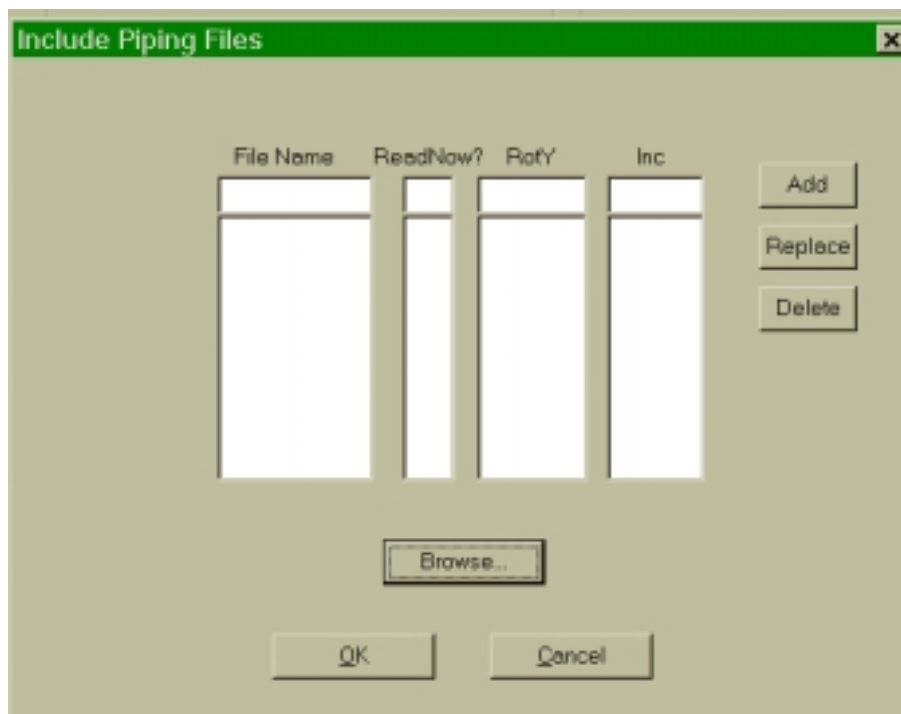 Include Piping Files
File Name ReadNow? RotY Inc
Add
Replace
Delete
Browse...
OK Cancel